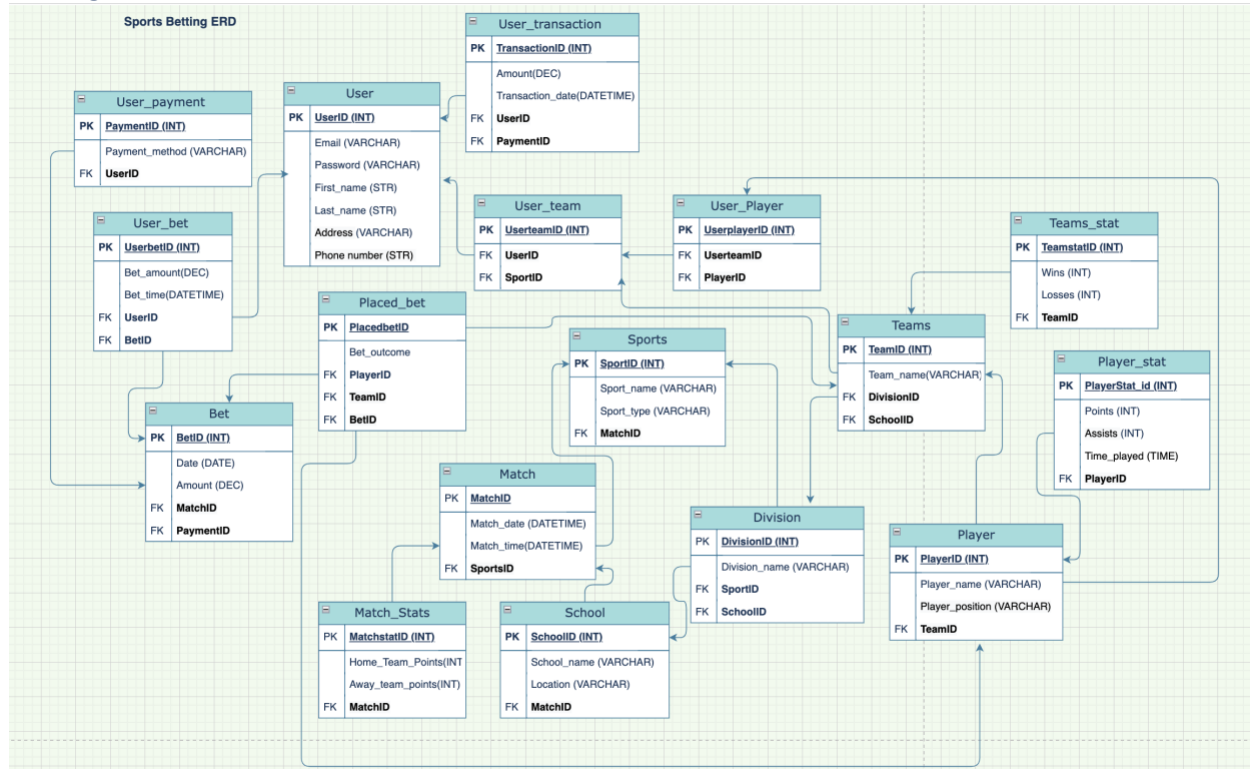 Sports Betting ERD
User_transaction
PK TransactionID (INT)
Amount(DEC)
Transaction_date(DATETIME)
FK UserID
FK PaymentID
User_payment
PK PaymentID (INT)
Payment_method (VARCHAR)
FK UserID
User
PK UserID (INT)
Email (VARCHAR)
Password (VARCHAR)
First_name (STR)
Last_name (STR)
Address (VARCHAR)
Phone number (STR)
User_team
PK UserteamID (INT)
FK UserID
FK SportID
User_Player
PK UserplayerID (INT)
FK UserteamID
FK PlayerID
Teams_stat
PK TeamstatID (INT)
Wins (INT)
Losses (INT)
FK TeamID
User_bet
PK UserbetID (INT)
Bet_amount(DEC)
Bet_time(DATETIME)
FK UserID
FK BetID
Placed_bet
PK PlacedbetID
Bet_outcome
FK PlayerID
FK TeamID
FK BetID
Sports
PK SportID (INT)
Sport_name (VARCHAR)
Sport_type (VARCHAR)
FK MatchID
Teams
PK TeamID (INT)
Team_name(VARCHAR)
FK DivisionID
FK SchoolID
Player_stat
PK PlayerStat_id (INT)
Points (INT)
Assists (INT)
Time_played (TIME)
FK PlayerID
Bet
PK BetID (INT)
Date (DATE)
Amount (DEC)
FK MatchID
FK PaymentID
Match
PK MatchID
Match_date (DATETIME)
Match_time(DATETIME)
FK SportsID
Division
PK DivisionID (INT)
Division_name (VARCHAR)
FK SportID
FK SchoolID
Player
PK PlayerID (INT)
Player_name (VARCHAR)
Player_position (VARCHAR)
FK TeamID
Match_Stats
PK MatchstatID (INT)
Home_Team_Points(INT
Away_team_points(INT)
FK MatchID
School
PK SchoolID (INT)
School_name (VARCHAR)
Location (VARCHAR)
FK MatchID